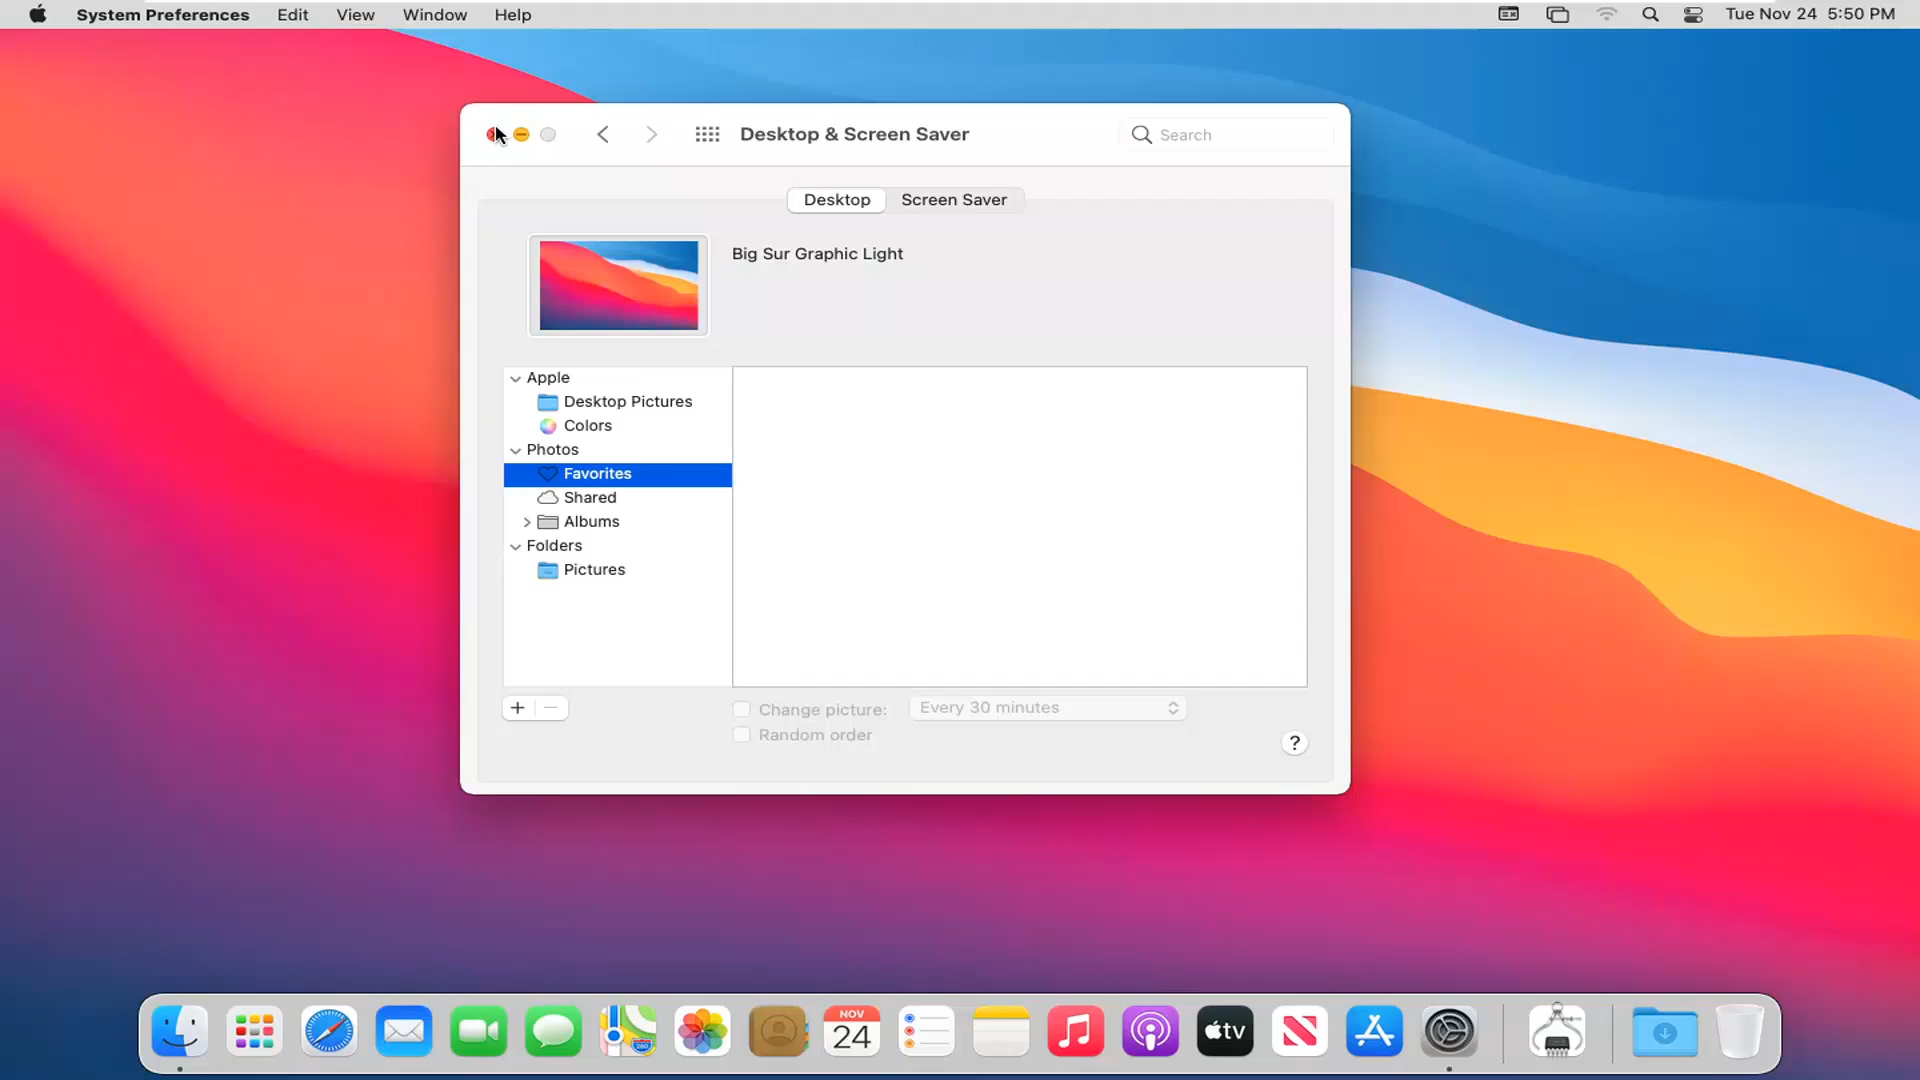 System Preferences Edit View Window Help Tue Nov 24 5:50 PM
Desktop & Screen Saver Search
Desktop Screen Saver
Big Sur Graphic Light
Apple
Desktop Pictures
Colors
Photos
Favorites
Shared
Albums
Folders
Pictures
+ − Change picture: Every 30 minutes
Random order
?
NOV
24
280
tv